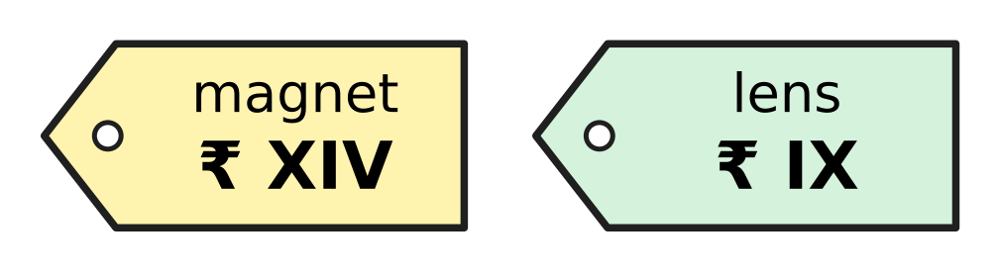 magnet
₹ XIV
lens
₹ IX